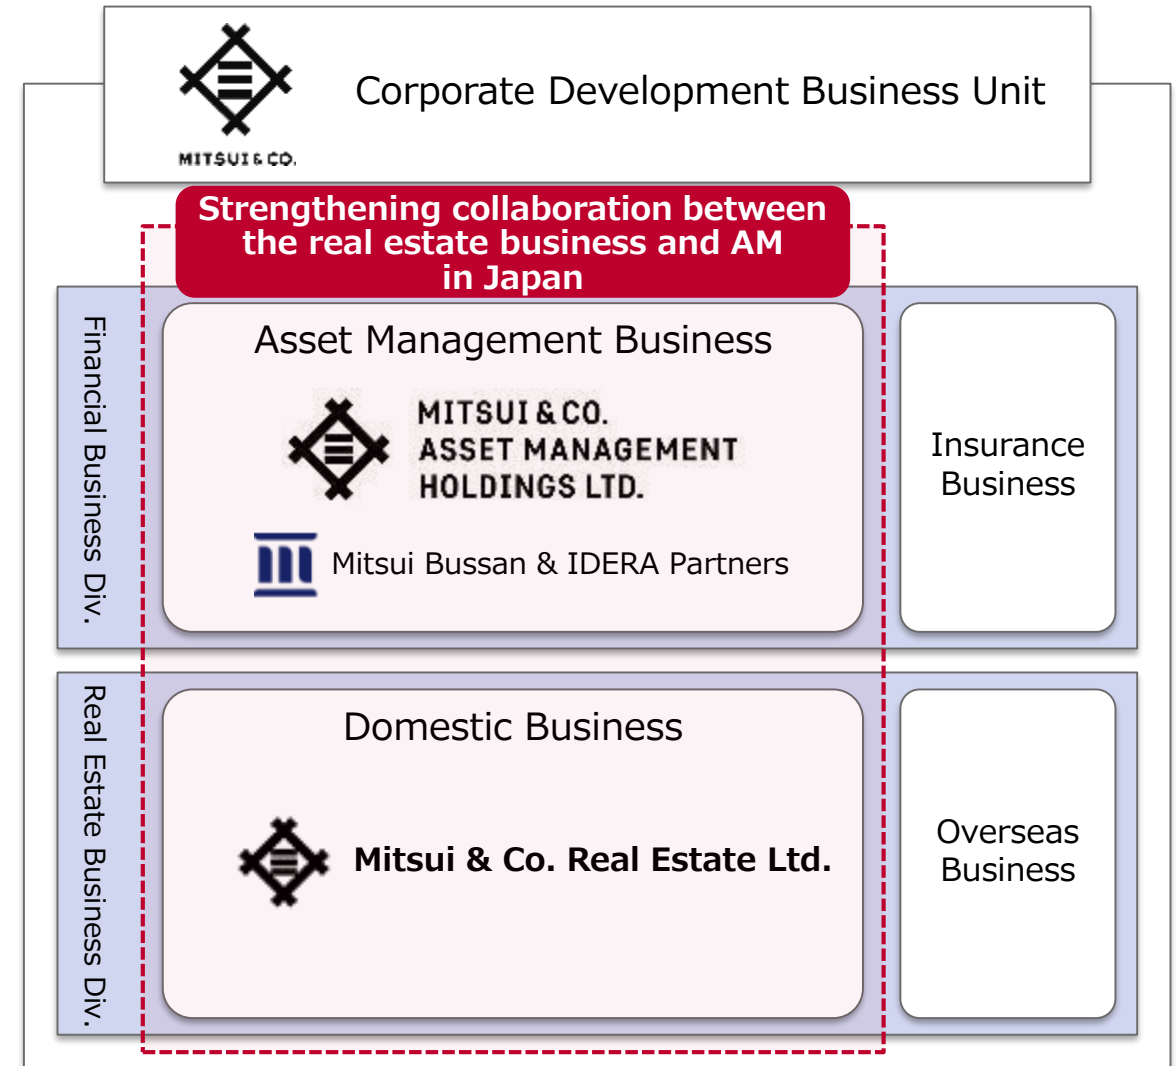 MITSUI & CO.
Corporate Development Business Unit
Strengthening collaboration between
the real estate business and AM
in Japan
Financial Business Div.
Asset Management Business
MITSUI & CO.
ASSET MANAGEMENT
HOLDINGS LTD.
Mitsui Bussan & IDERA Partners
Insurance
Business
Real Estate Business Div.
Domestic Business
Mitsui & Co. Real Estate Ltd.
Overseas
Business